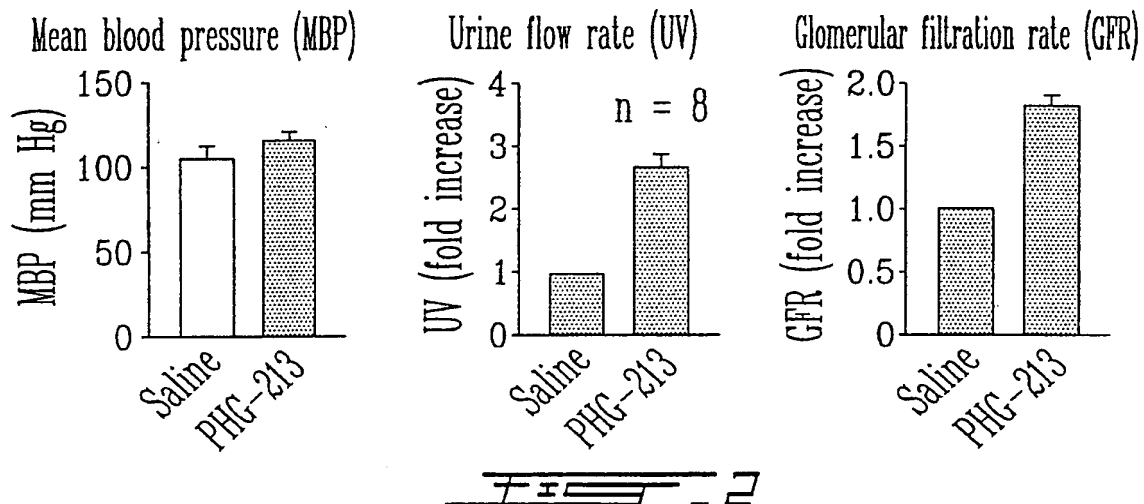 Mean blood pressure (MBP)
MBP (mm Hg)
150
100
50
0
Saline
PHG-213
Urine flow rate (UV)
UV (fold increase)
4
3
2
1
0
n = 8
Saline
PHG-213
Glomerular filtration rate (GFR)
GFR (fold increase)
2.0
1.5
1.0
0.5
0
Saline
PHG-213